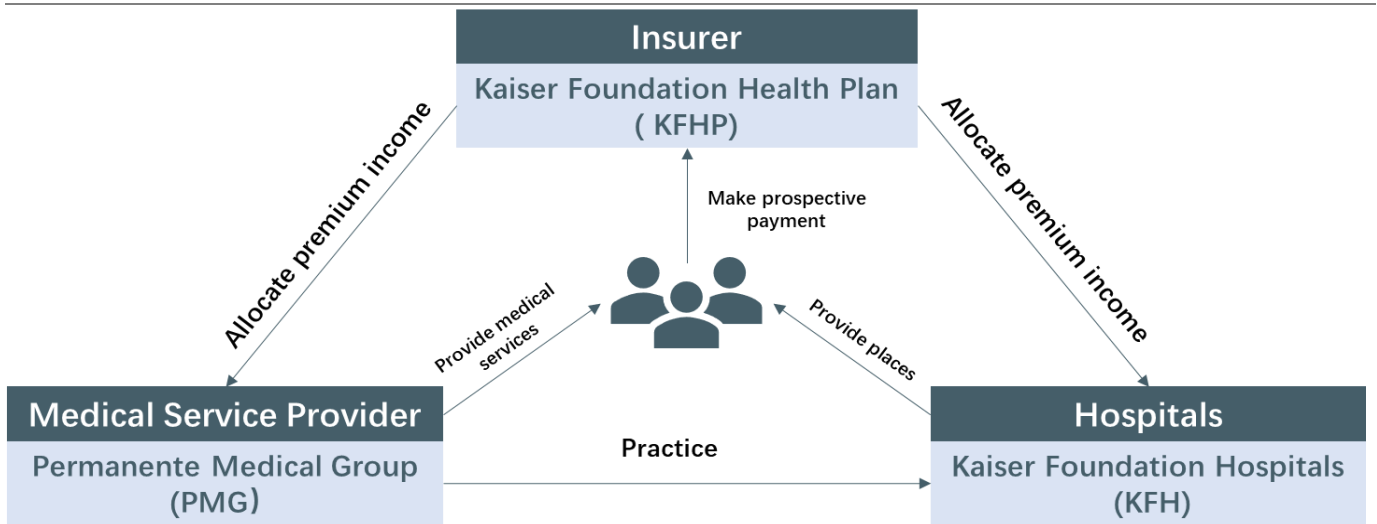 Insurer
Kaiser Foundation Health Plan
( KFHP)
Allocate premium income
Allocate premium income
Make prospective
payment
Provide medical
services
Provide places
Medical Service Provider
Permanente Medical Group
(PMG)
Practice
Hospitals
Kaiser Foundation Hospitals
(KFH)